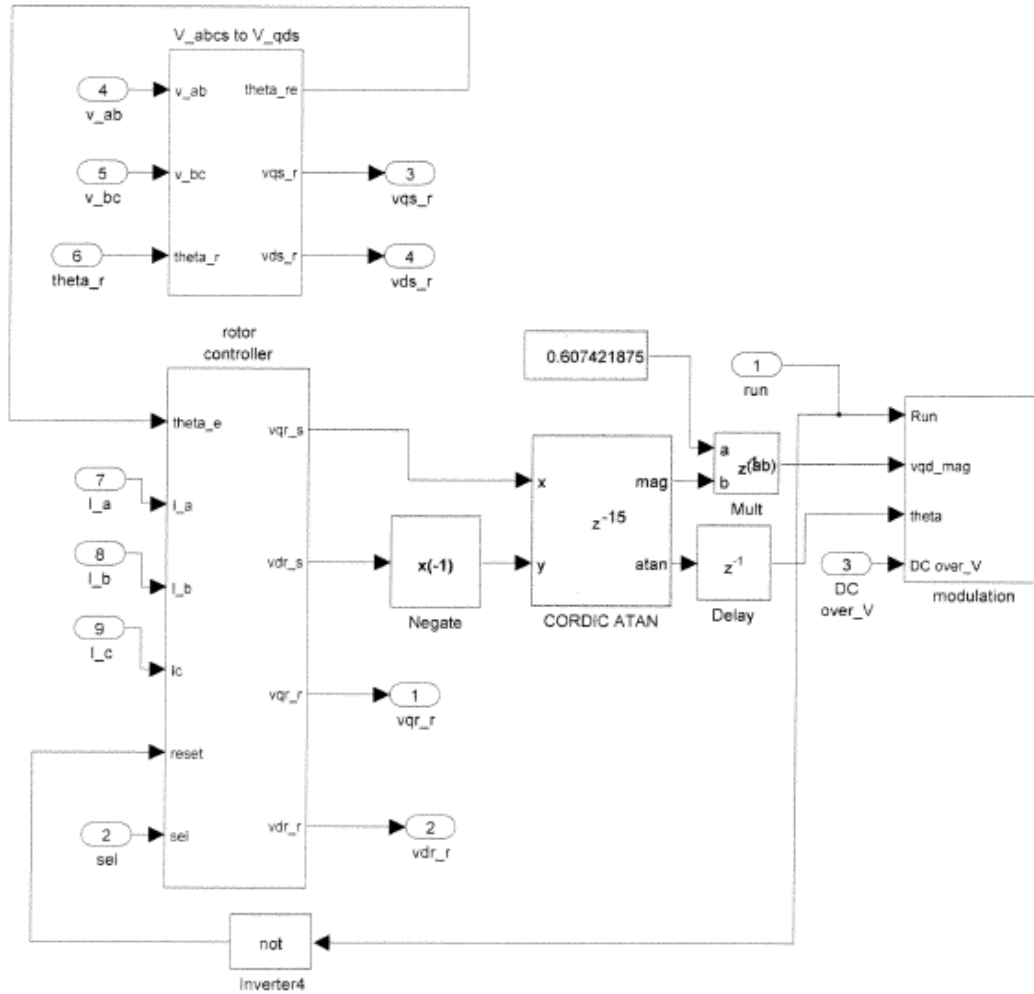 V_abcs to V_qds
4
v_ab
v_ab
theta_re
5
v_bc
v_bc
vqs_r
3
vqs_r
6
theta_r
theta_r
vds_r
4
vds_r
rotor
controller
0.607421875
1
run
theta_e
vqr_s
Run
7
I_a
I_a
x
mag
z^-15
y
atan
CORDIC ATAN
a
b
z^-1(ab)
Mult
vqd_mag
theta
8
I_b
I_b
vdr_s
x(-1)
Negate
z^-1
Delay
3
DC
over_V
DC over_V
modulation
9
I_c
Ic
vqr_r
1
vqr_r
reset
2
sel
sel
vdr_r
2
vdr_r
not
Inverter4